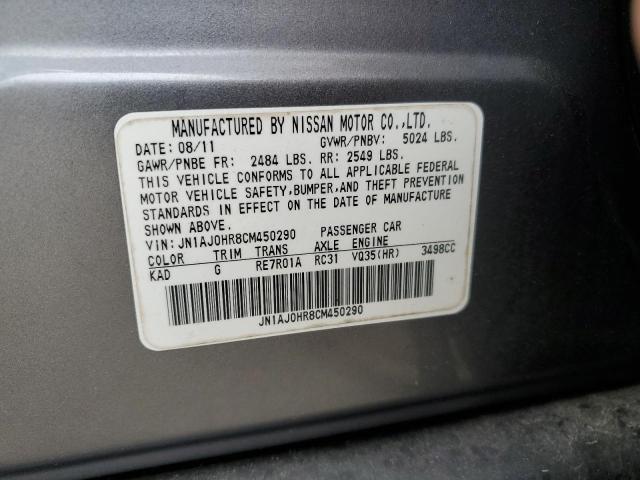 MANUFACTURED BY NISSAN MOTOR CO.,LTD.
DATE: 08/11 GVWR/PNBV: 5024 LBS.
GAWR/PNBE FR: 2484 LBS. RR: 2549 LBS.
THIS VEHICLE CONFORMS TO ALL APPLICABLE FEDERAL
MOTOR VEHICLE SAFETY,BUMPER,AND THEFT PREVENTION
STANDARDS IN EFFECT ON THE DATE OF MANUFACTURE
SHOWN ABOVE.
VIN: JN1AJ0HR8CM450290 PASSENGER CAR
COLOR TRIM TRANS AXLE ENGINE
KAD G RE7R01A RC31 VQ35(HR) 3498CC
JN1AJ0HR8CM450290